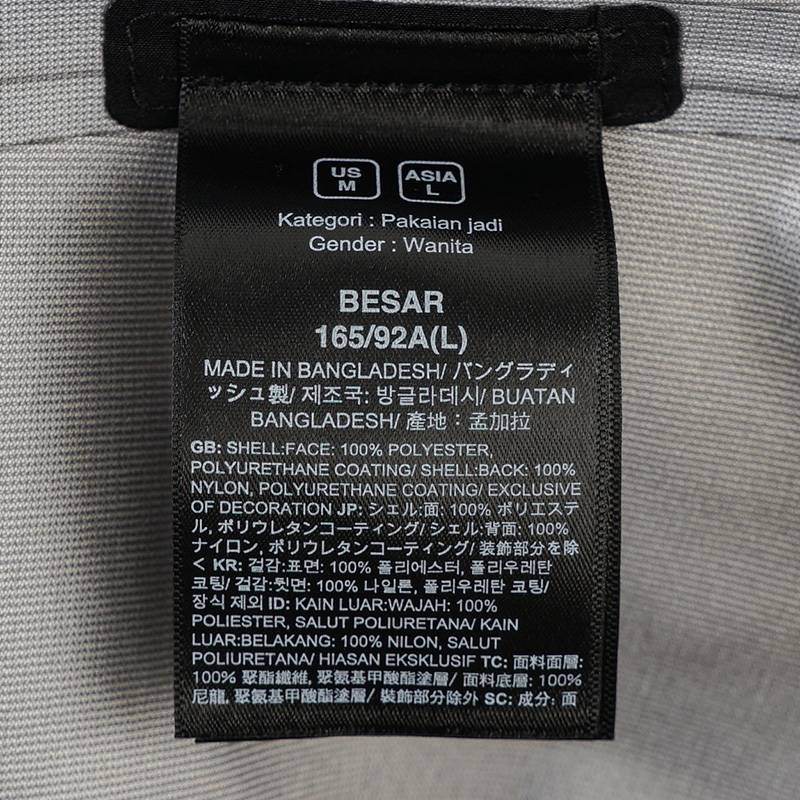 US M
ASIA L
Kategori : Pakaian jadi
Gender : Wanita
BESAR
165/92A(L)
MADE IN BANGLADESH/ バングラディ
ッシュ製/ 제조국: 방글라데시/ BUATAN
BANGLADESH/ 產地：孟加拉
GB: SHELL:FACE: 100% POLYESTER,
POLYURETHANE COATING/ SHELL:BACK: 100%
NYLON, POLYURETHANE COATING/ EXCLUSIVE
OF DECORATION JP: シェル:面: 100% ポリエステ
ル, ポリウレタンコーティング/ シェル:背面: 100%
ナイロン, ポリウレタンコーティング/ 装飾部分を除
く KR: 겉감:표면: 100% 폴리에스터, 폴리우레탄
코팅/ 겉감:뒷면: 100% 나일론, 폴리우레탄 코팅/
장식 제외 ID: KAIN LUAR:WAJAH: 100%
POLIESTER, SALUT POLIURETANA/ KAIN
LUAR:BELAKANG: 100% NILON, SALUT
POLIURETANA/ HIASAN EKSKLUSIF TC: 面料面層:
100% 聚酯纖維, 聚氨基甲酸酯塗層/ 面料底層: 100%
尼龍, 聚氨基甲酸酯塗層/ 裝飾部分除外 SC: 成分: 面